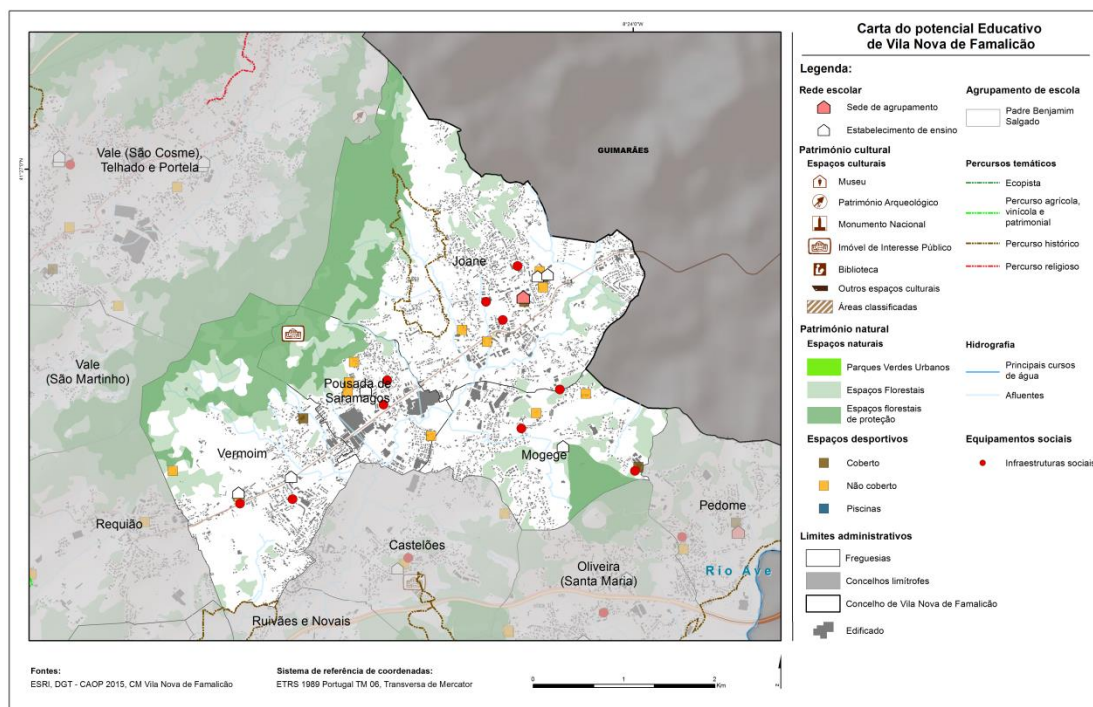 8°24'0"W
41°27'0"N
Vale (São Cosme),
Telhado e Portela
GUIMARÃES
Joane
Vale
(São Martinho)
Pousada de
Saramagos
Vermoim
Mogege
Requião
Pedome
Castelões
Oliveira
(Santa Maria)
Rio Ave
Ruivães e Novais
Carta do potencial Educativo
de Vila Nova de Famalicão
Legenda:
Rede escolar
Sede de agrupamento
Estabelecimento de ensino
Agrupamento de escola
Padre Benjamim
Salgado
Património cultural
Espaços culturais
Museu
Património Arqueológico
Monumento Nacional
Imóvel de Interesse Público
Biblioteca
Outros espaços culturais
Áreas classificadas
Percursos temáticos
Ecopista
Percurso agrícola,
vinícola e
patrimonial
Percurso histórico
Percurso religioso
Património natural
Espaços naturais
Parques Verdes Urbanos
Espaços Florestais
Espaços florestais
de proteção
Hidrografia
Principais cursos
de água
Afluentes
Espaços desportivos
Coberto
Não coberto
Piscinas
Equipamentos sociais
Infraestruturas sociais
Limites administrativos
Freguesias
Concelhos limítrofes
Concelho de Vila Nova de Famalicão
Edificado
Fontes:
ESRI, DGT - CAOP 2015, CM Vila Nova de Famalicão
Sistema de referência de coordenadas:
ETRS 1989 Portugal TM 06, Transversa de Mercator
0 1 2
Km
N